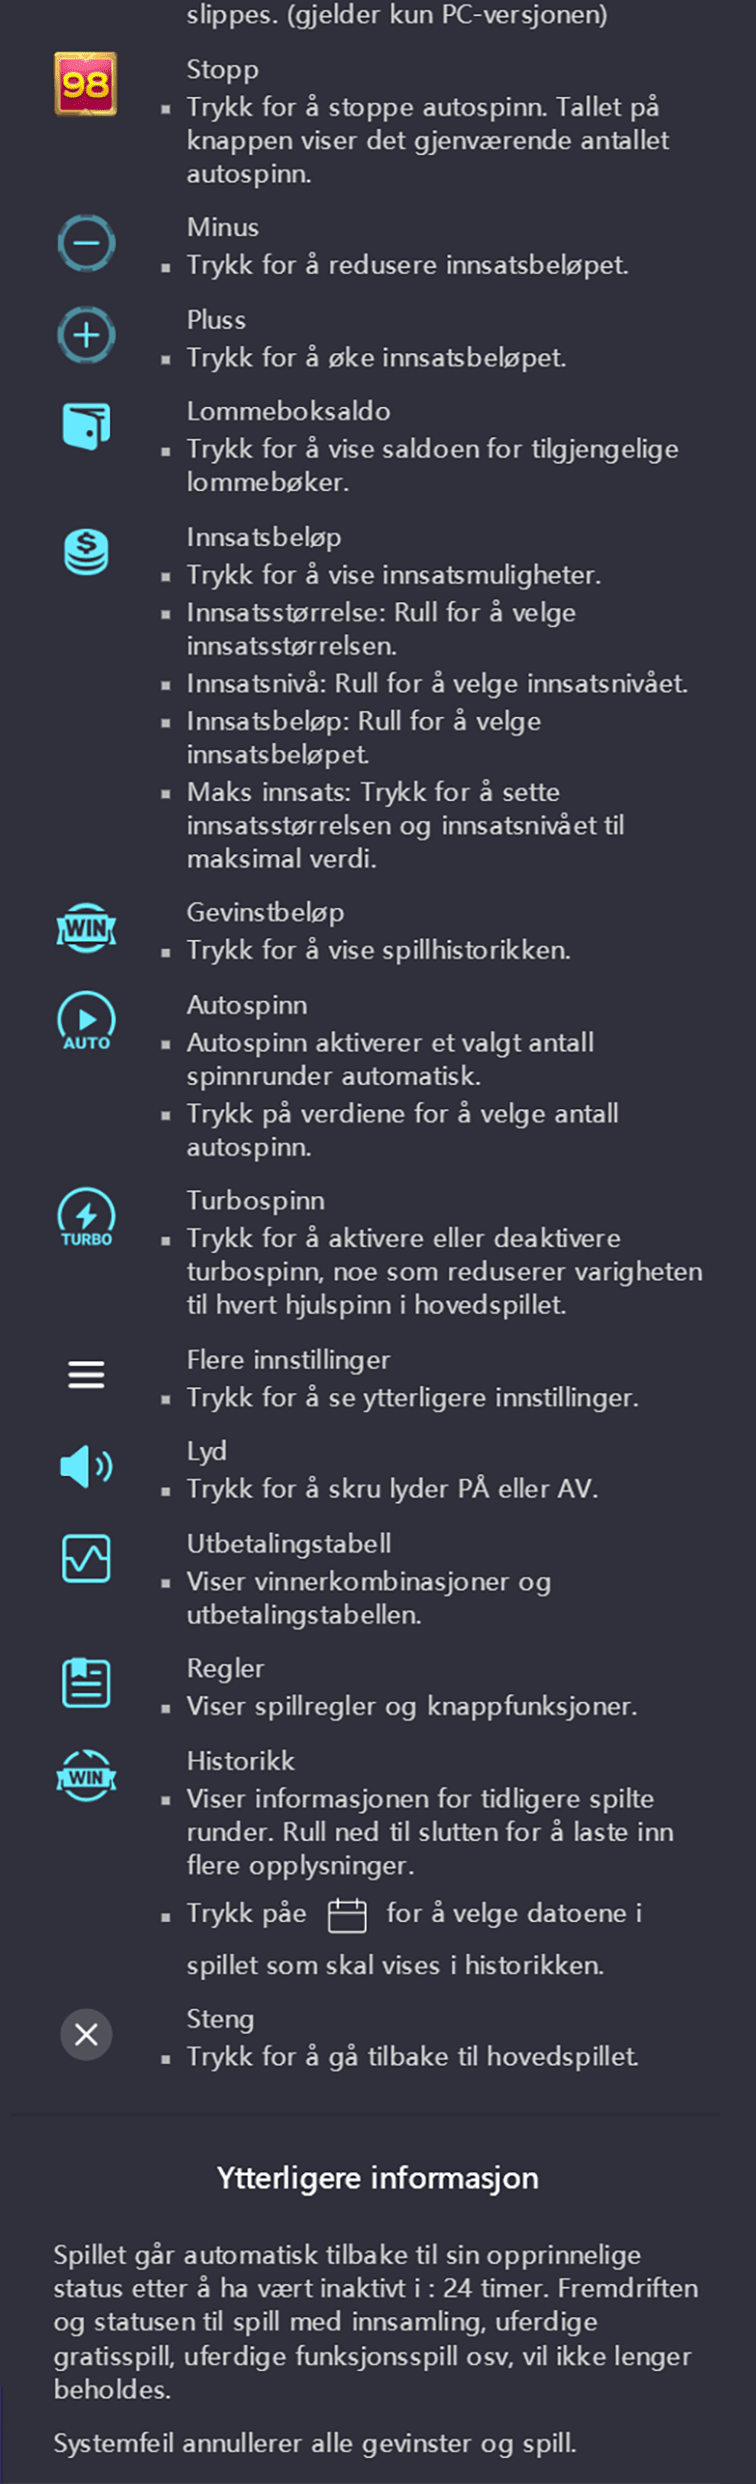 slippes. (gjelder kun PC-versjonen)
98
Stopp
▪ Trykk for å stoppe autospinn. Tallet på
knappen viser det gjenværende antallet
autospinn.
Minus
▪ Trykk for å redusere innsatsbeløpet.
Pluss
▪ Trykk for å øke innsatsbeløpet.
Lommeboksaldo
▪ Trykk for å vise saldoen for tilgjengelige
lommebøker.
$
Innsatsbeløp
▪ Trykk for å vise innsatsmuligheter.
▪ Innsatsstørrelse: Rull for å velge
innsatsstørrelsen.
▪ Innsatsnivå: Rull for å velge innsatsnivået.
▪ Innsatsbeløp: Rull for å velge
innsatsbeløpet.
▪ Maks innsats: Trykk for å sette
innsatsstørrelsen og innsatsnivået til
maksimal verdi.
WIN
Gevinstbeløp
▪ Trykk for å vise spillhistorikken.
AUTO
Autospinn
▪ Autospinn aktiverer et valgt antall
spinnrunder automatisk.
▪ Trykk på verdiene for å velge antall
autospinn.
TURBO
Turbospinn
▪ Trykk for å aktivere eller deaktivere
turbospinn, noe som reduserer varigheten
til hvert hjulspinn i hovedspillet.
Flere innstillinger
▪ Trykk for å se ytterligere innstillinger.
Lyd
▪ Trykk for å skru lyder PÅ eller AV.
Utbetalingstabell
▪ Viser vinnerkombinasjoner og
utbetalingstabellen.
Regler
▪ Viser spillregler og knappfunksjoner.
WIN
Historikk
▪ Viser informasjonen for tidligere spilte
runder. Rull ned til slutten for å laste inn
flere opplysninger.
▪ Trykk påe for å velge datoene i
spillet som skal vises i historikken.
Steng
▪ Trykk for å gå tilbake til hovedspillet.
Ytterligere informasjon
Spillet går automatisk tilbake til sin opprinnelige
status etter å ha vært inaktivt i : 24 timer. Fremdriften
og statusen til spill med innsamling, uferdige
gratisspill, uferdige funksjonsspill osv, vil ikke lenger
beholdes.
Systemfeil annullerer alle gevinster og spill.